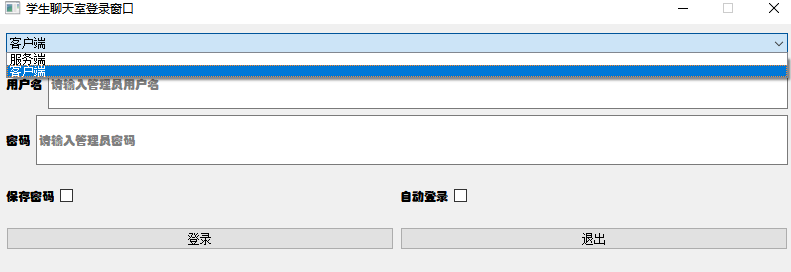 学生聊天室登录窗口
客户端
服务端
客户端
用户名 请输入管理员用户名
密码 请输入管理员密码
保存密码 自动登录
登录 退出